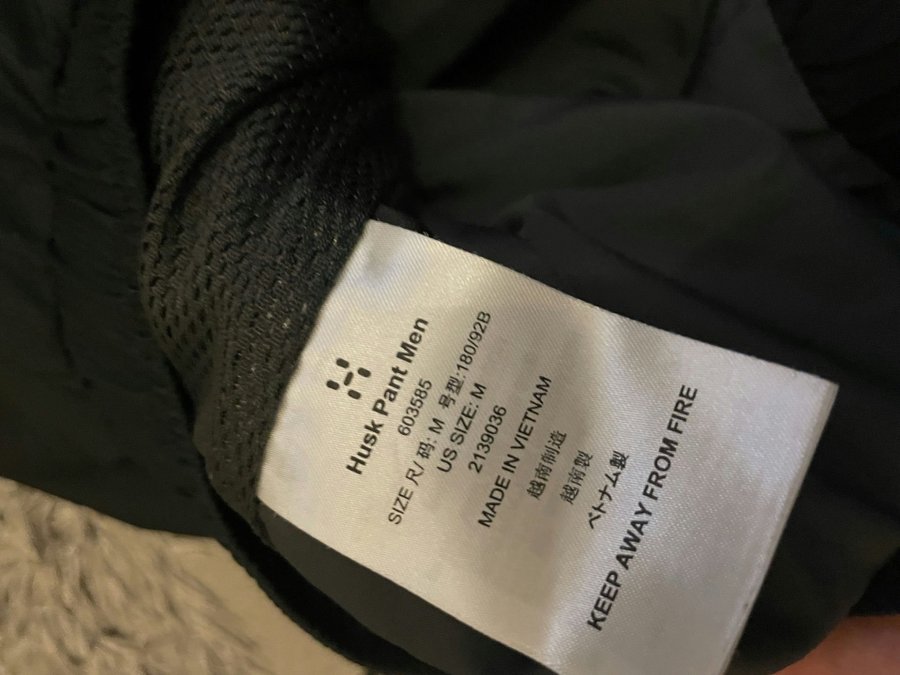 Husk Pant Men
603585
SIZE 尺/码: M 号型:180/92B
US SIZE: M
2139036
MADE IN VIETNAM
越南制造
越南製
ベトナム製
KEEP AWAY FROM FIRE